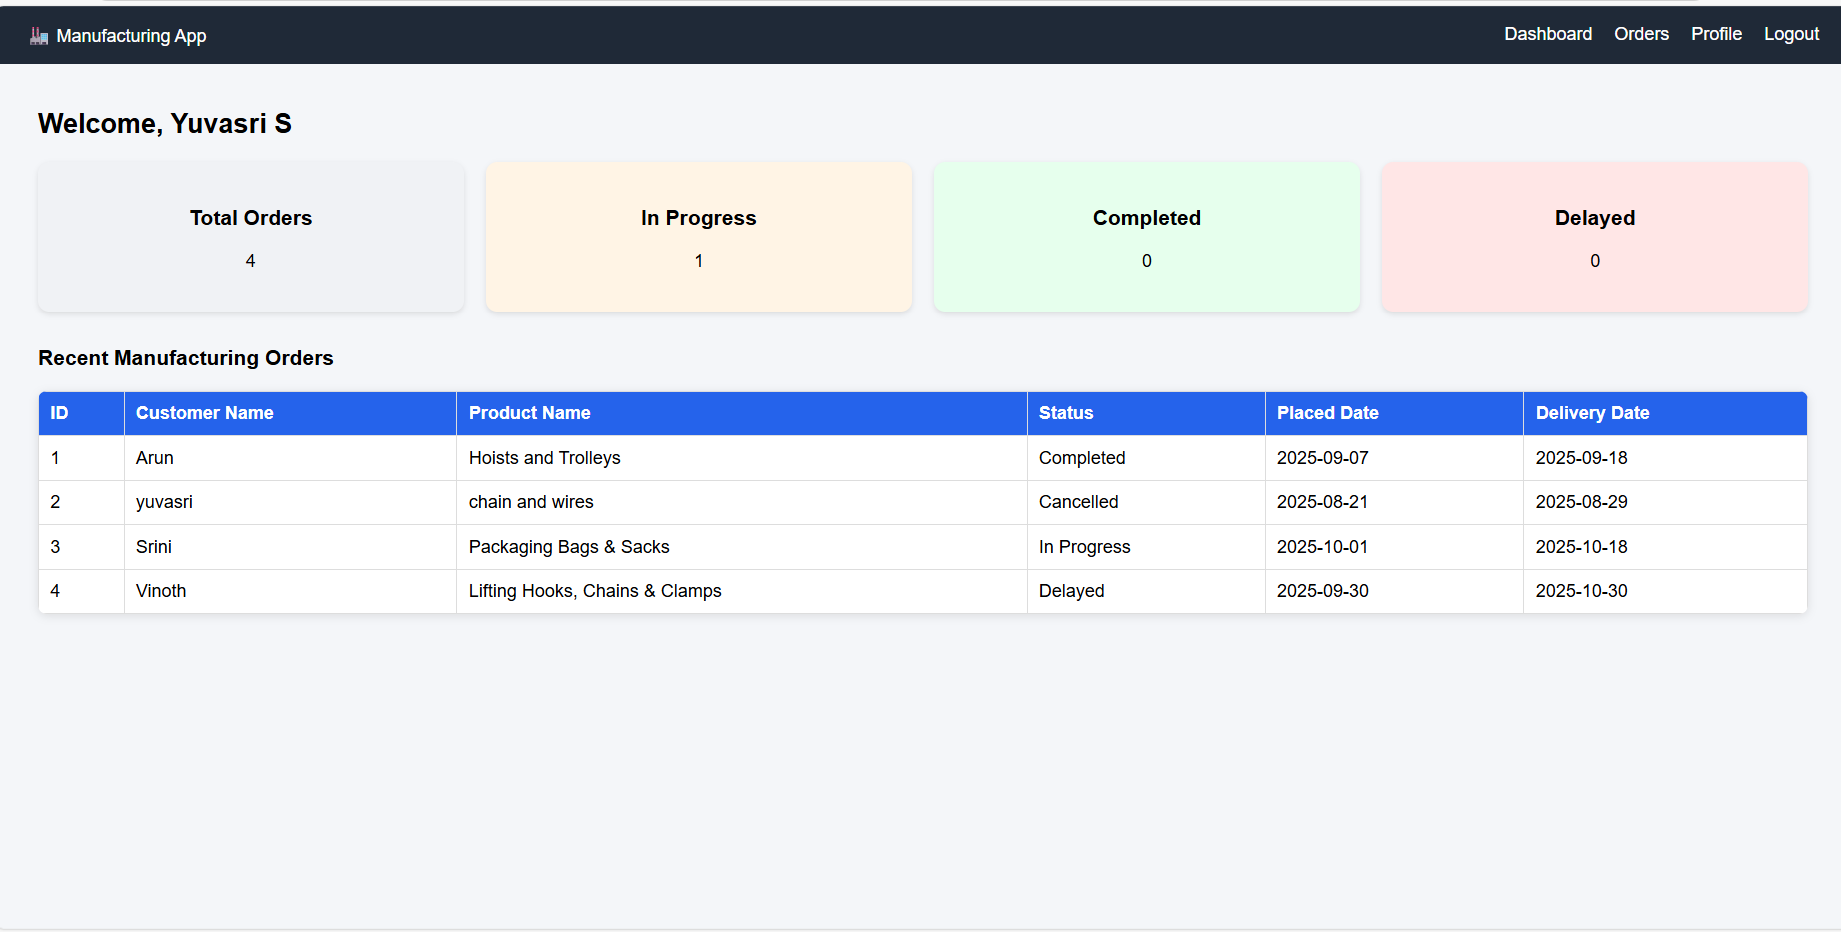 Manufacturing App Dashboard Orders Profile Logout
Welcome, Yuvasri S
Total Orders In Progress Completed Delayed
4 1 0 0
Recent Manufacturing Orders
ID Customer Name Product Name Status Placed Date Delivery Date
1 Arun Hoists and Trolleys Completed 2025-09-07 2025-09-18
2 yuvasri chain and wires Cancelled 2025-08-21 2025-08-29
3 Srini Packaging Bags & Sacks In Progress 2025-10-01 2025-10-18
4 Vinoth Lifting Hooks, Chains & Clamps Delayed 2025-09-30 2025-10-30